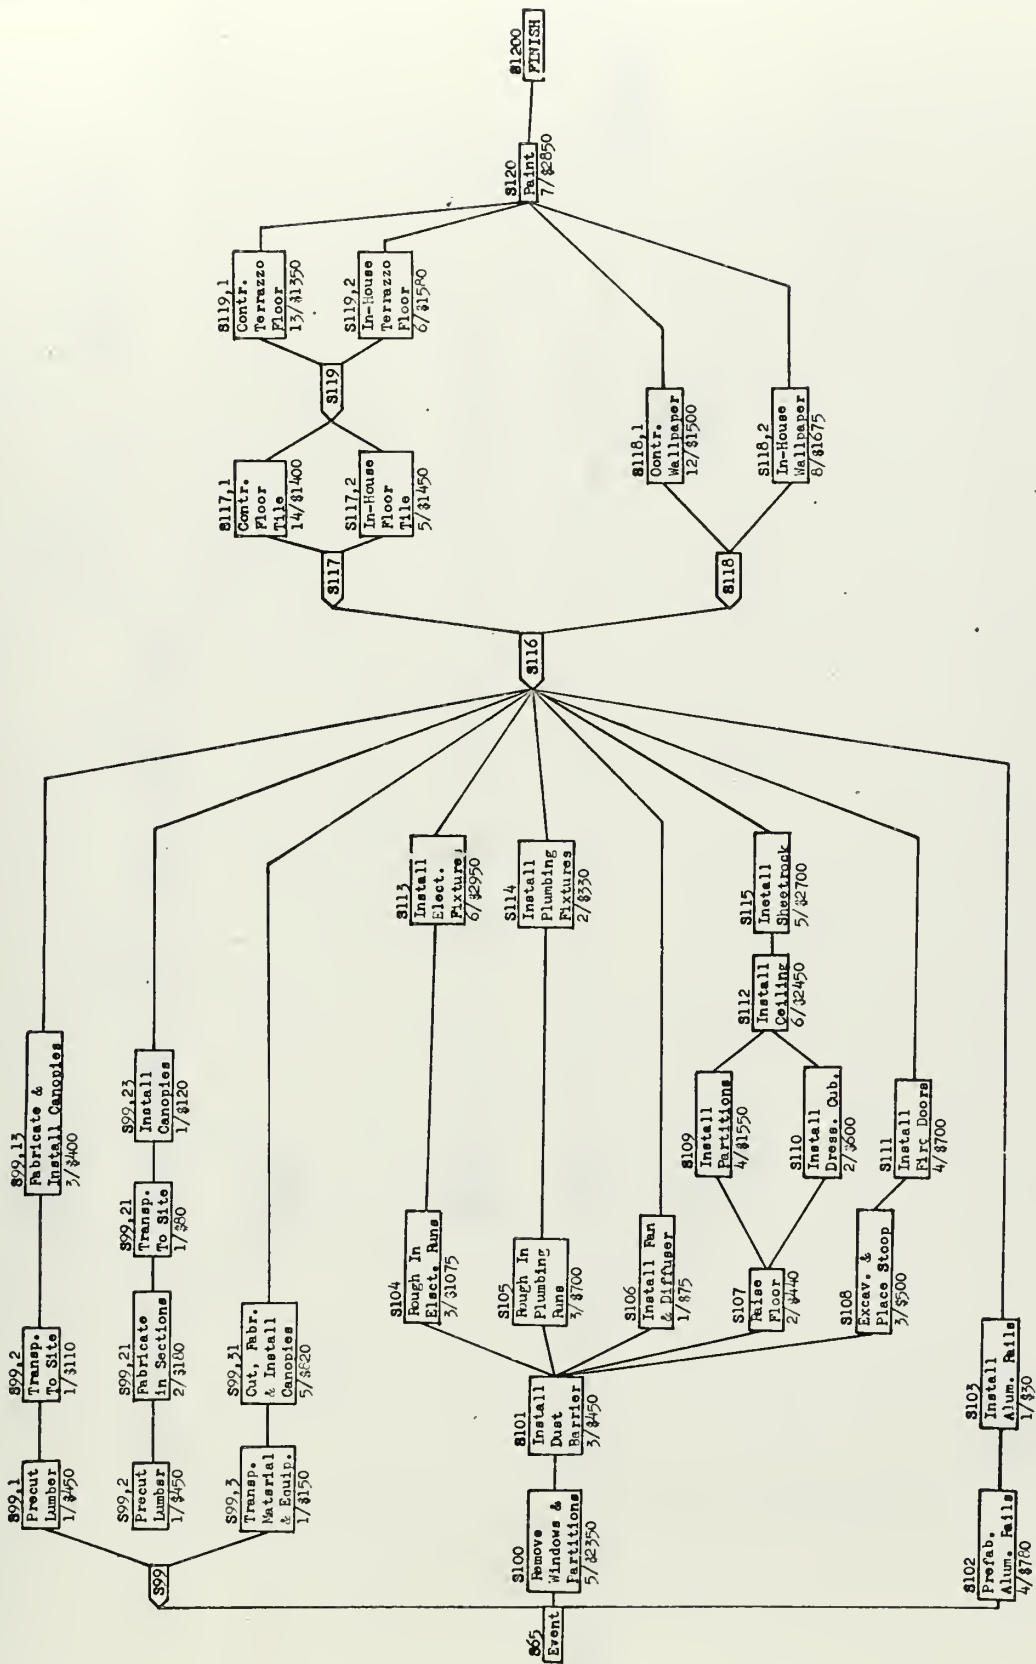 S65
Event
S99
S99,1
Precut
Lumber
1/$450
S99,2
Transp.
To Site
1/$110
S99,13
Fabricate &
Install Canopies
3/$400
S99,2
Precut
Lumber
1/$450
S99,21
Fabricate
in Sections
2/$180
S99,21
Transp.
To Site
1/$80
S99,23
Install
Canopies
1/$120
S99,3
Transp.
Material
& Equip.
1/$150
S99,31
Cut, Fabr.
& Install
Canopies
5/$820
S100
Remove
Windows &
Partitions
5/$2350
S101
Install
Dust
Barrier
3/$450
S102
Prefab.
Alum. Rails
4/$780
S103
Install
Alum. Rails
1/$30
S104
Rough In
Elect. Runs
3/$1075
S105
Rough In
Plumbing
Runs
3/$700
S106
Install Fan
& Diffuser
1/$75
S107
Raise
Floor
2/$440
S108
Excav. &
Place Stoop
3/$500
S109
Install
Partitions
4/$1550
S110
Install
Dress. Cub.
2/$600
S111
Install
Fire Doors
4/$700
S112
Install
Ceiling
6/$2450
S113
Install
Elect.
Fixtures
6/$2950
S114
Install
Plumbing
Fixtures
2/$330
S115
Install
Sheetrock
5/$2700
S116
S117
S117,1
Contr.
Floor
Tile
14/$1400
S117,2
In-House
Floor
Tile
5/$1450
S118
S118,1
Contr.
Wallpaper
12/$1500
S118,2
In-House
Wallpaper
8/$1675
S119
S119,1
Contr.
Terrazzo
Floor
13/$1350
S119,2
In-House
Terrazzo
Floor
6/$1580
S120
Paint
7/$2850
S1200
FINISH